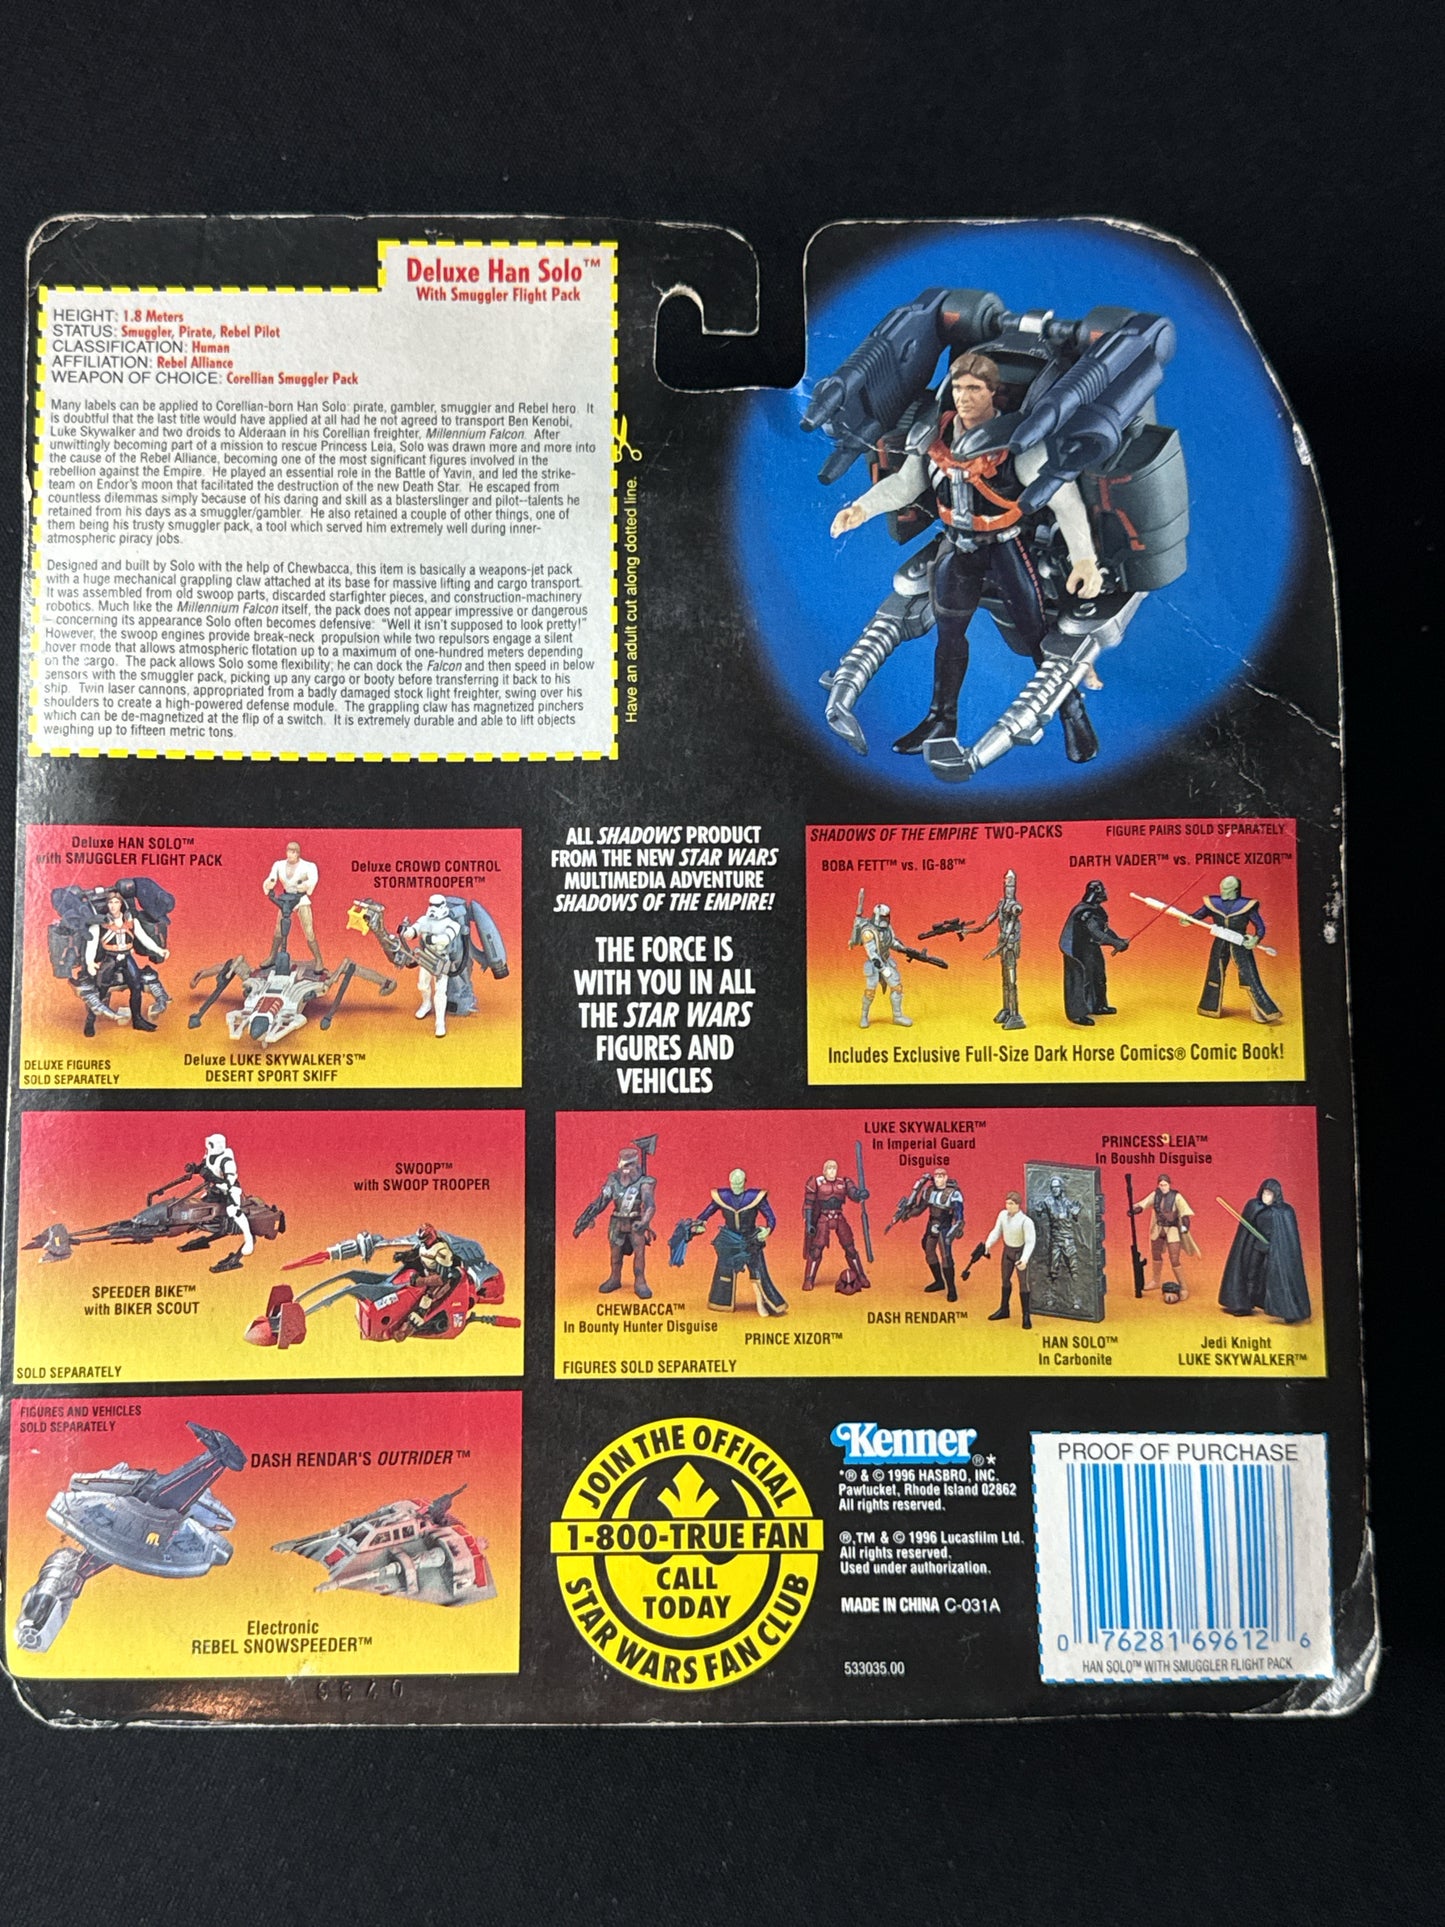 Deluxe Han Solo™
With Smuggler Flight Pack
HEIGHT: 1.8 Meters
STATUS: Smuggler, Pirate, Rebel Pilot
CLASSIFICATION: Human
AFFILIATION: Rebel Alliance
WEAPON OF CHOICE: Corellian Smuggler Pack
Many labels can be applied to Corellian-born Han Solo: pirate, gambler, smuggler and Rebel hero. It
is doubtful that the last title would have applied at all had he not agreed to transport Ben Kenobi,
Luke Skywalker and two droids to Alderaan in his Corellian freighter, Millennium Falcon. After
unwittingly becoming part of a mission to rescue Princess Leia, Solo was drawn more and more into
the cause of the Rebel Alliance, becoming one of the most significant figures involved in the
rebellion against the Empire. He played an essential role in the Battle of Yavin, and led the strike-
team on Endor's moon that facilitated the destruction of the new Death Star. He escaped from
countless dilemmas simply because of his daring and skill as a blasterslinger and pilot--talents he
retained from his days as a smuggler/gambler. He also retained a couple of other things, one of
them being his trusty smuggler pack, a tool which served him extremely well during inner-
atmospheric piracy jobs.
Designed and built by Solo with the help of Chewbacca, this item is basically a weapons-jet pack
with a huge mechanical grappling claw attached at its base for massive lifting and cargo transport.
It was assembled from old swoop parts, discarded starfighter pieces, and construction-machinery
robotics. Much like the Millennium Falcon itself, the pack does not appear impressive or dangerous
--concerning its appearance Solo often becomes defensive: "Well it isn't supposed to look pretty!"
However, the swoop engines provide break-neck propulsion while two repulsors engage a silent
hover mode that allows atmospheric flotation up to a maximum of one-hundred meters depending
on the cargo. The pack allows Solo some flexibility; he can dock the Falcon and then speed in below
sensors with the smuggler pack, picking up any cargo or booty before transferring it back to his
ship. Twin laser cannons, appropriated from a badly damaged stock light freighter, swing over his
shoulders to create a high-powered defense module. The grappling claw has magnetized pinchers
which can be de-magnetized at the flip of a switch. It is extremely durable and able to lift objects
weighing up to fifteen metric tons.
Have an adult cut along dotted line.
Deluxe HAN SOLO™
with SMUGGLER FLIGHT PACK
Deluxe CROWD CONTROL
STORMTROOPER™
DELUXE FIGURES
SOLD SEPARATELY
Deluxe LUKE SKYWALKER'S™
DESERT SPORT SKIFF
ALL SHADOWS PRODUCT
FROM THE NEW STAR WARS
MULTIMEDIA ADVENTURE
SHADOWS OF THE EMPIRE!
THE FORCE IS
WITH YOU IN ALL
THE STAR WARS
FIGURES AND
VEHICLES
SHADOWS OF THE EMPIRE TWO-PACKS
FIGURE PAIRS SOLD SEPARATELY
BOBA FETT™ vs. IG-88™
DARTH VADER™ vs. PRINCE XIZOR™
Includes Exclusive Full-Size Dark Horse Comics® Comic Book!
SWOOP™
with SWOOP TROOPER
SPEEDER BIKE™
with BIKER SCOUT
SOLD SEPARATELY
LUKE SKYWALKER™
In Imperial Guard
Disguise
PRINCESS LEIA™
In Boushh Disguise
CHEWBACCA™
In Bounty Hunter Disguise
PRINCE XIZOR™
DASH RENDAR™
HAN SOLO™
In Carbonite
Jedi Knight
LUKE SKYWALKER™
FIGURES SOLD SEPARATELY
FIGURES AND VEHICLES
SOLD SEPARATELY
DASH RENDAR'S OUTRIDER™
Electronic
REBEL SNOWSPEEDER™
JOIN THE OFFICIAL
1-800-TRUE FAN
CALL
TODAY
STAR WARS FAN CLUB
Kenner®*
*® & © 1996 HASBRO, INC.
Pawtucket, Rhode Island 02862
All rights reserved.
®,TM & © 1996 Lucasfilm Ltd.
All rights reserved.
Used under authorization.
MADE IN CHINA C-031A
533035.00
PROOF OF PURCHASE
0 76281 69612 6
HAN SOLO™ WITH SMUGGLER FLIGHT PACK